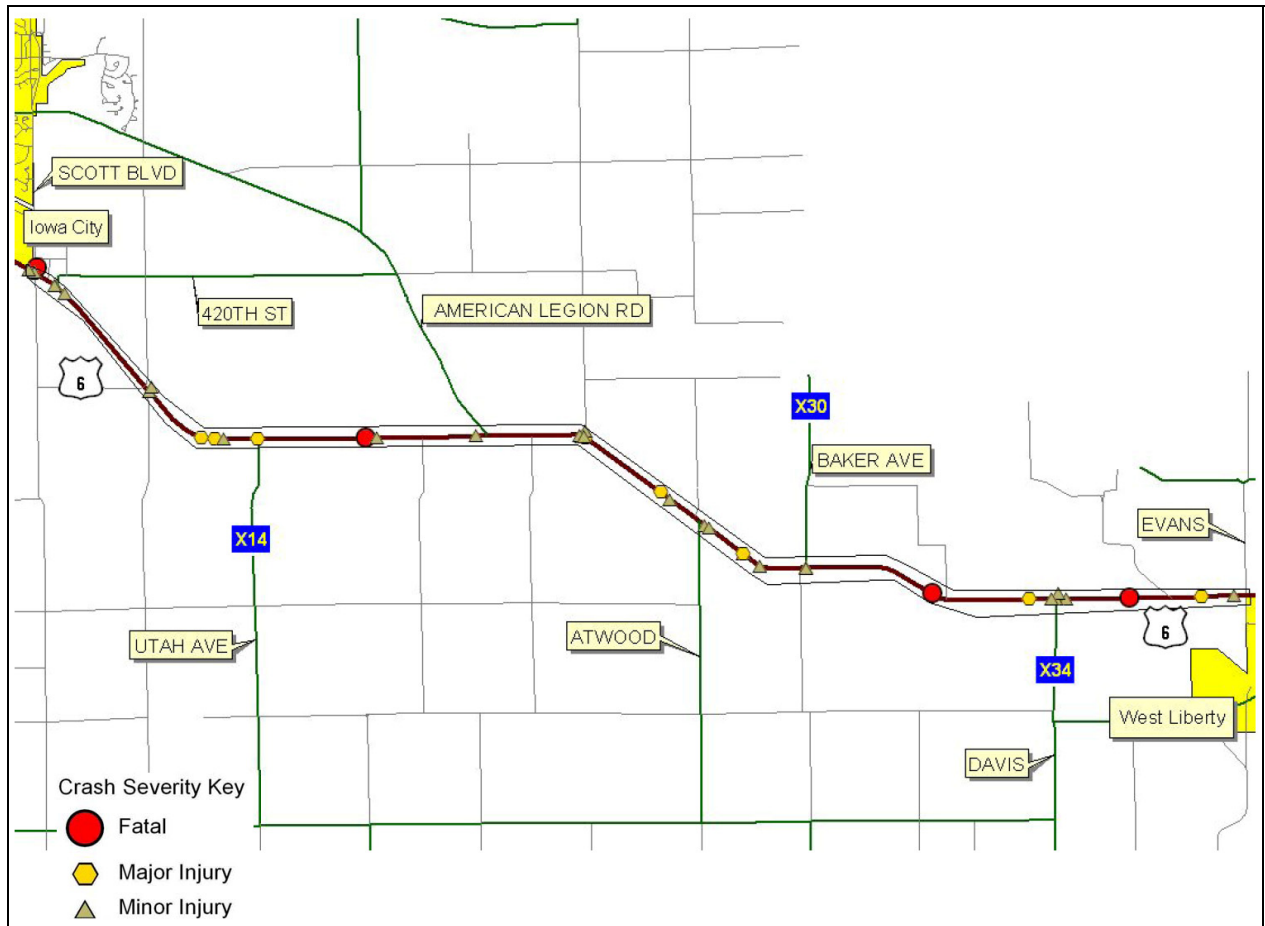 SCOTT BLVD
Iowa City
420TH ST
AMERICAN LEGION RD
6
X30
BAKER AVE
EVANS
X14
UTAH AVE
ATWOOD
6
X34
West Liberty
DAVIS
Crash Severity Key
Fatal
Major Injury
Minor Injury